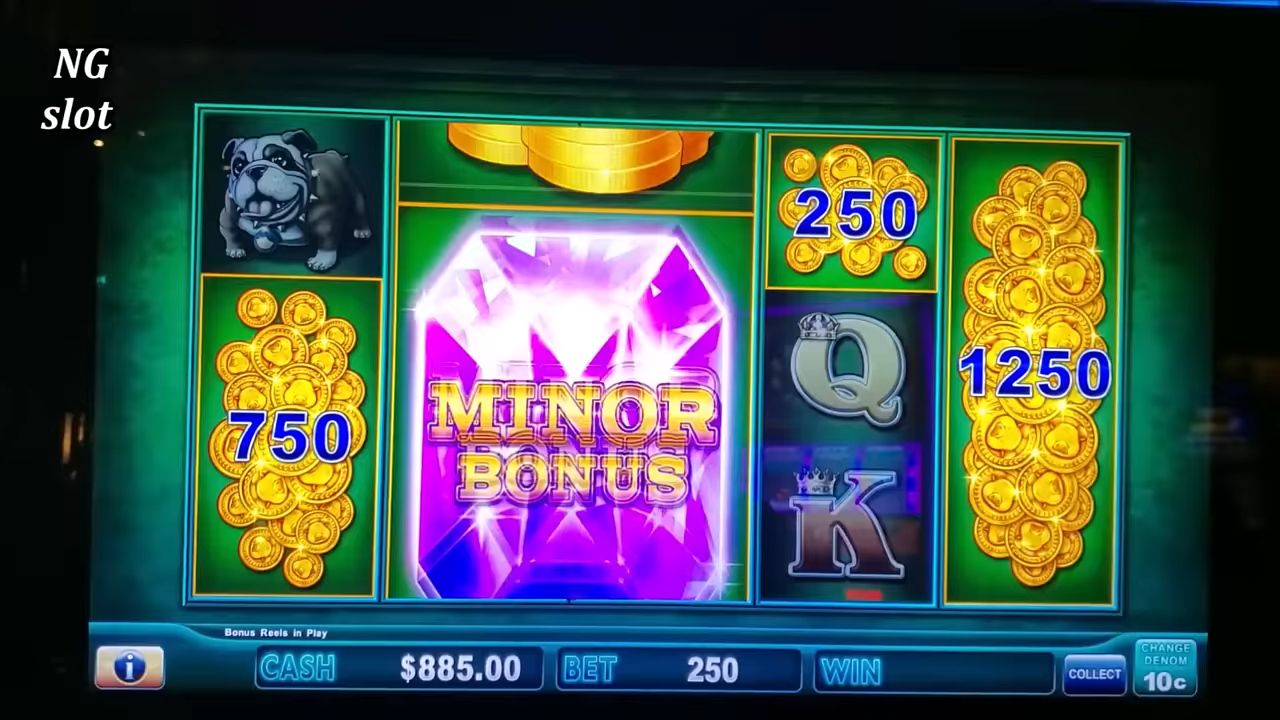 NG
slot
250
1250
750
MINOR
BONUS
Q
K
Bonus Reels in Play
i
CASH $885.00 BET 250 WIN
COLLECT
CHANGE
DENOM
10c